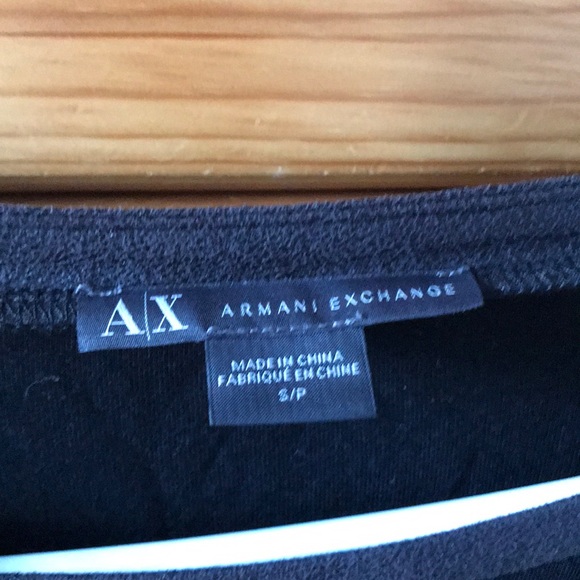 A|X ARMANI EXCHANGE
MADE IN CHINA
FABRIQUÉ EN CHINE
S/P